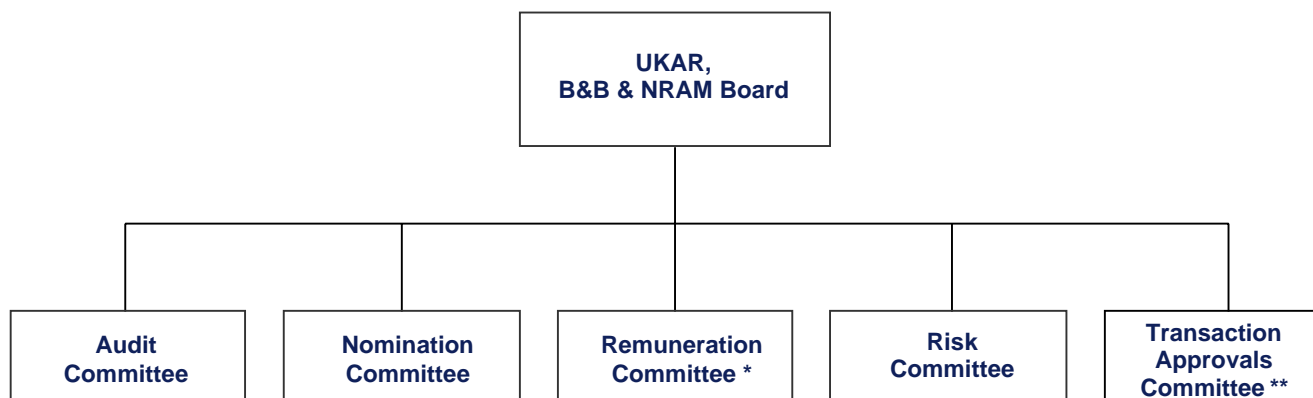 UKAR,
B&B & NRAM Board
Audit
Committee
Nomination
Committee
Remuneration
Committee *
Risk
Committee
Transaction
Approvals
Committee **